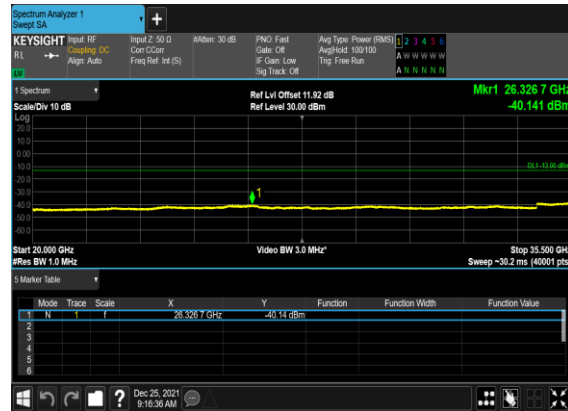 Spectrum Analyzer 1
Swept SA
+
KEYSIGHT Input: RF Input Z: 50 Ω #Atten: 30 dB PNO: Fast Avg Type: Power (RMS) 1 2 3 4 5 6
RL Coupling: DC Corr CCorr Gate: Off Avg|Hold: 100/100 A W W W W W
Align: Auto Freq Ref: Int (S) IF Gain: Low Trig: Free Run
Sig Track: Off A N N N N N
1 Spectrum Ref Lvl Offset 11.92 dB Mkr1 26.326 7 GHz
Scale/Div 10 dB Ref Level 30.00 dBm -40.141 dBm
Log
20.0
10.0
0.00
-10.0 DL1 -13.00 dBm
-20.0
-30.0
1
-40.0
-50.0
-60.0
Start 20.000 GHz Video BW 3.0 MHz* Stop 35.500 GHz
#Res BW 1.0 MHz Sweep ~30.2 ms (40001 pts)
5 Marker Table
Mode Trace Scale X Y Function Function Width Function Value
1 N 1 f 26.326 7 GHz -40.14 dBm
2
3
4
5
6
? Dec 25, 2021
9:16:36 AM